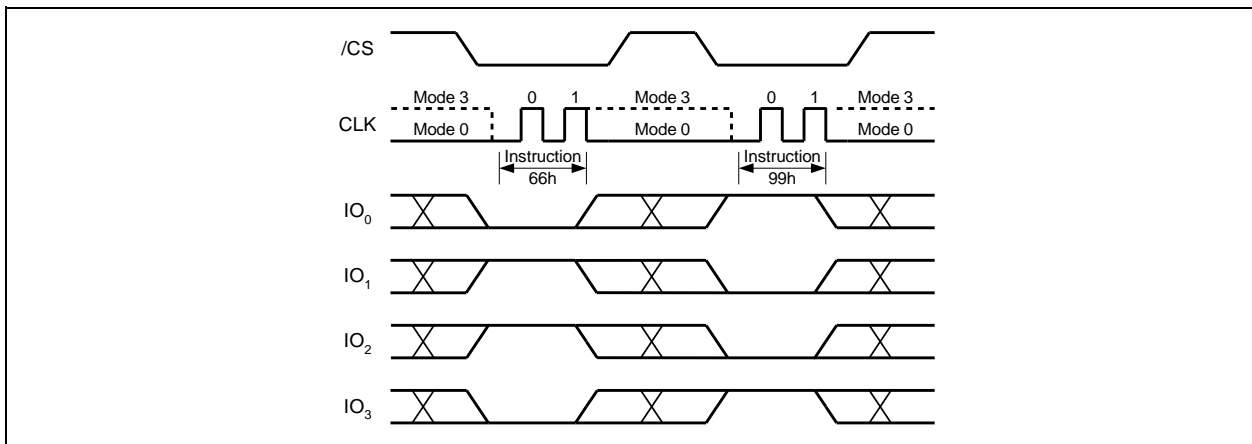 /CS
Mode 3 0 1 Mode 3 0 1 Mode 3
CLK Mode 0 Mode 0 Mode 0
Instruction Instruction
66h 99h
IO0
IO1
IO2
IO3